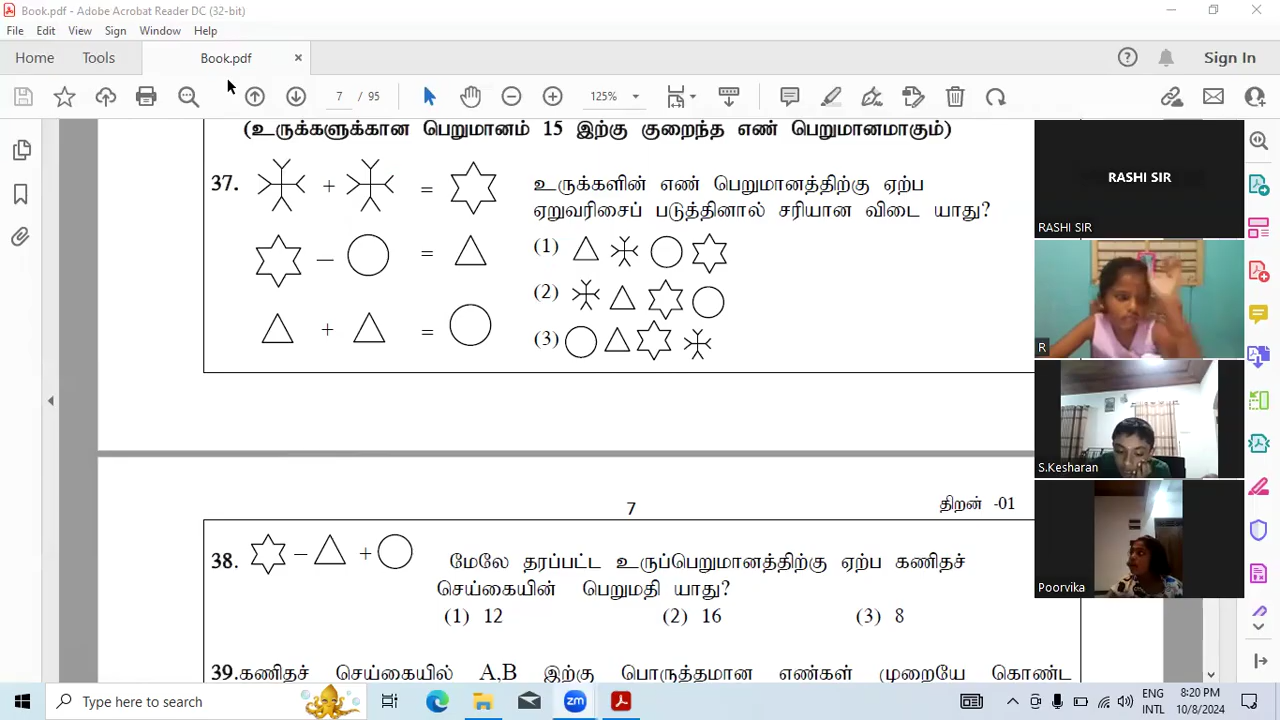 Book.pdf - Adobe Acrobat Reader DC (32-bit)
File Edit View Sign Window Help
Home Tools Book.pdf × Sign In
7 / 95 125%
(உருக்களுக்கான பெறுமானம் 15 இற்கு குறைந்த எண் பெறுமானமாகும்)
37. + =
உருக்களின் எண் பெறுமானத்திற்கு ஏற்ப
ஏறுவரிசைப் படுத்தினால் சரியான விடை யாது?
– =
(1)
(2)
+ =
(3)
7
திறன் -01
38. – +
மேலே தரப்பட்ட உருப்பெறுமானத்திற்கு ஏற்ப கணிதச்
செய்கையின் பெறுமதி யாது?
(1) 12 (2) 16 (3) 8
39.கணிதச் செய்கையில் A,B இற்கு பொருத்தமான எண்கள் முறையே கொண்ட
RASHI SIR
RASHI SIR
R
S.Kesharan
Poorvika
Type here to search
zm
ENG
INTL
8:20 PM
10/8/2024